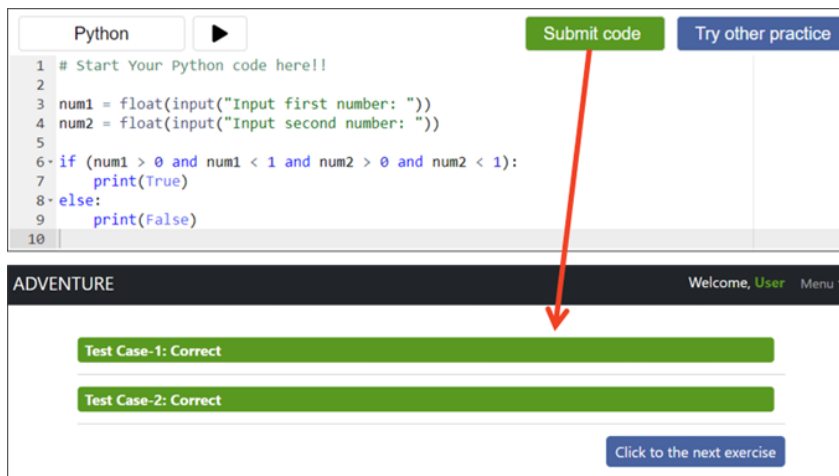 Python Submit code Try other practice
1 # Start Your Python code here!!
2
3 num1 = float(input("Input first number: "))
4 num2 = float(input("Input second number: "))
5
6 if (num1 > 0 and num1 < 1 and num2 > 0 and num2 < 1):
7 print(True)
8 else:
9 print(False)
10
ADVENTURE Welcome, User Menu
Test Case-1: Correct
Test Case-2: Correct
Click to the next exercise